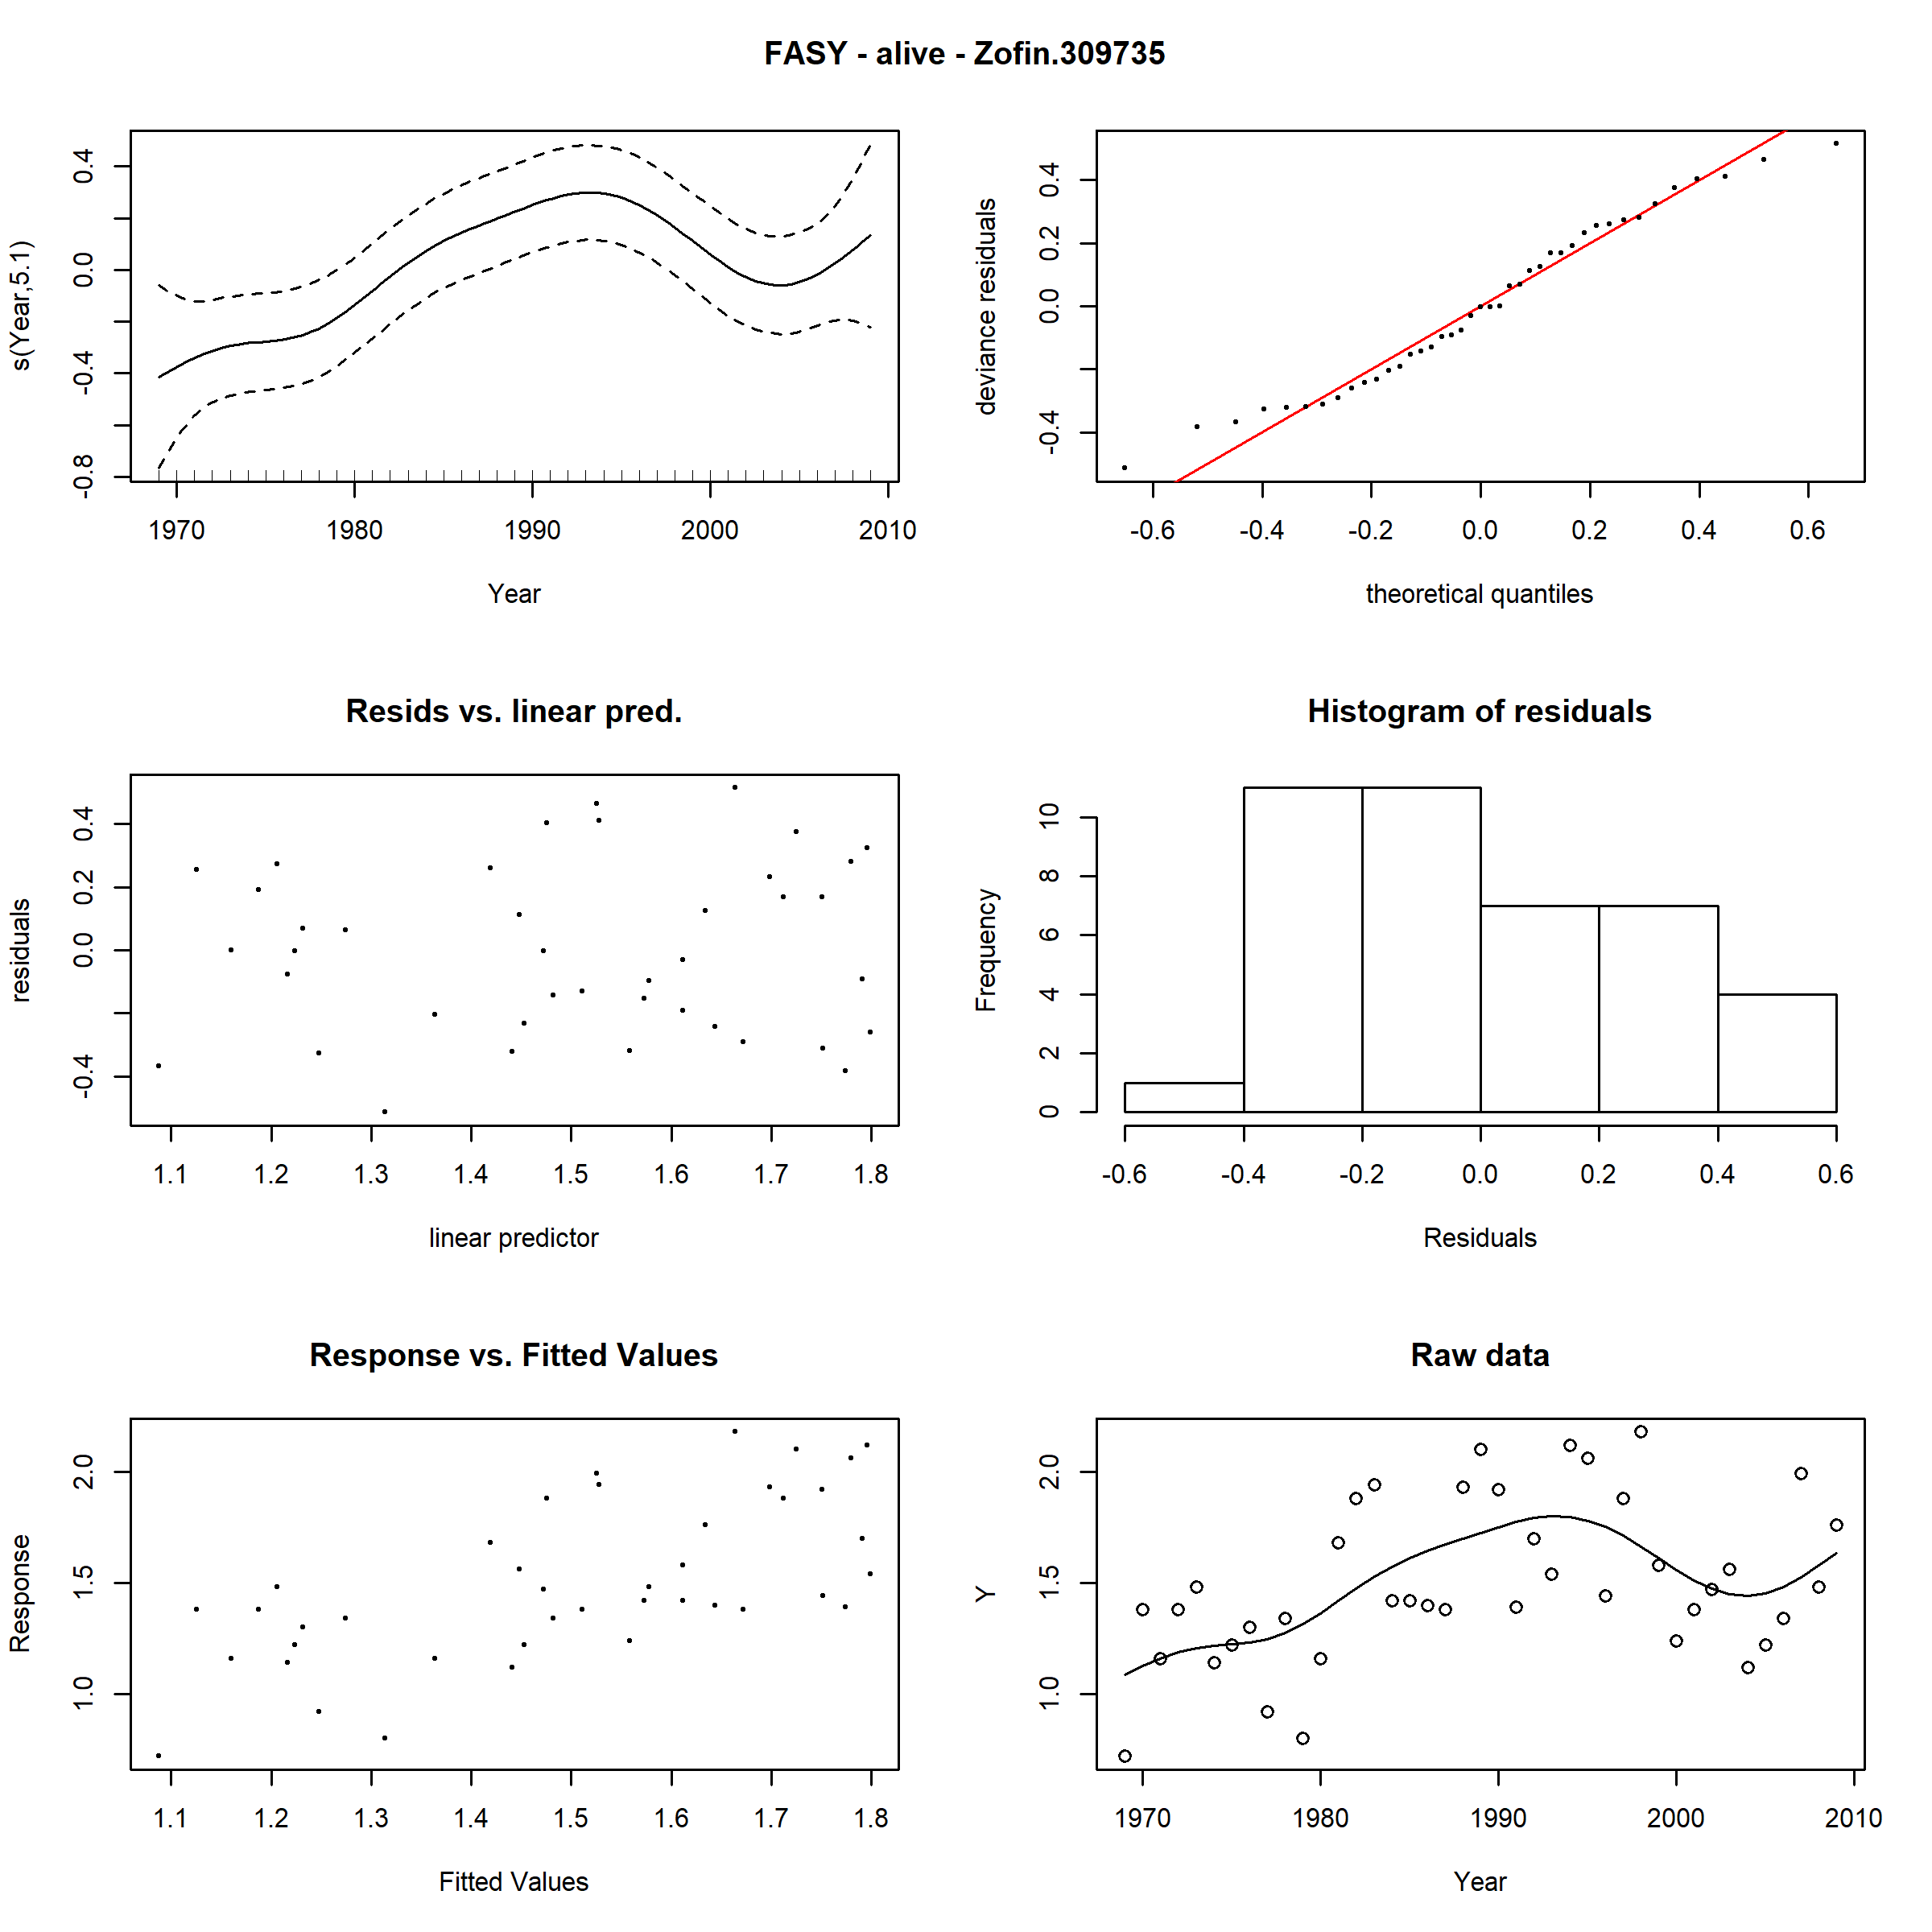 FASY - alive - Zofin.309735
s(Year,5.1)
0.4
0.0
-0.4
-0.8
1970 1980 1990 2000 2010
Year
deviance residuals
0.4
0.2
0.0
-0.4
-0.6 -0.4 -0.2 0.0 0.2 0.4 0.6
theoretical quantiles
Resids vs. linear pred.
residuals
0.4
0.2
0.0
-0.4
1.1 1.2 1.3 1.4 1.5 1.6 1.7 1.8
linear predictor
Histogram of residuals
Frequency
10
8
6
4
2
0
-0.6 -0.4 -0.2 0.0 0.2 0.4 0.6
Residuals
Response vs. Fitted Values
Response
2.0
1.5
1.0
1.1 1.2 1.3 1.4 1.5 1.6 1.7 1.8
Fitted Values
Raw data
Y
2.0
1.5
1.0
1970 1980 1990 2000 2010
Year